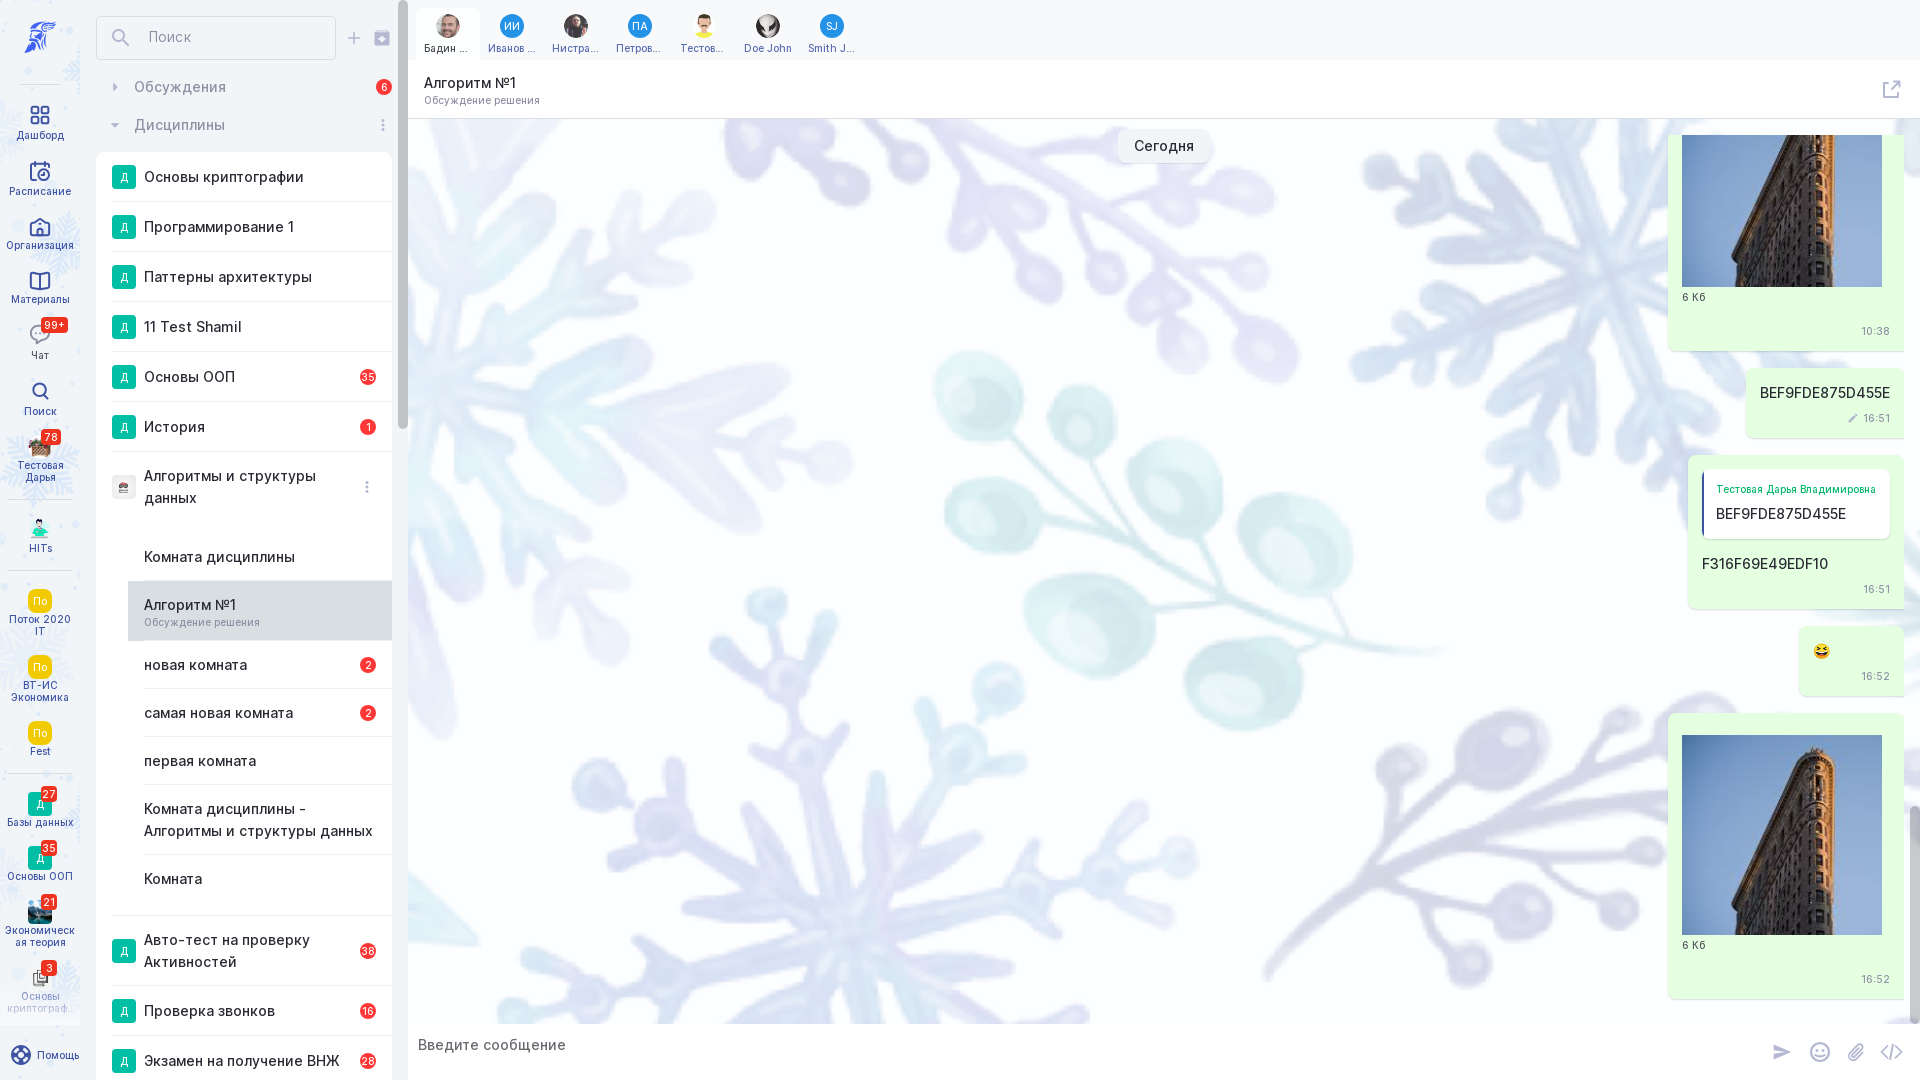 Дашборд
Расписание
Организация
Материалы
99+
Чат
Поиск
78
Тестовая
Дарья
HITs
По
Поток 2020
IT
По
ВТ-ИС
Экономика
По
Fest
27
Д
Базы данных
35
Д
Основы ООП
21
Экономическ
ая теория
3
Основы
криптограф...
Помощь
Поиск
Обсуждения
6
Дисциплины
Д
Основы криптографии
Д
Программирование 1
Д
Паттерны архитектуры
Д
11 Test Shamil
Д
Основы ООП
35
Д
История
1
Алгоритмы и структуры
данных
Комната дисциплины
Алгоритм №1
Обсуждение решения
новая комната
2
самая новая комната
2
первая комната
Комната дисциплины -
Алгоритмы и структуры данных
Комната
Д
Авто-тест на проверку
Активностей
38
Д
Проверка звонков
16
Д
Экзамен на получение ВНЖ
28
Бадин ...
ИИ
Иванов ...
Нистра...
ПА
Петров...
Тестов...
Doe John
SJ
Smith J...
Алгоритм №1
Обсуждение решения
Сегодня
6 Кб
10:38
BEF9FDE875D455E
16:51
Тестовая Дарья Владимировна
BEF9FDE875D455E
F316F69E49EDF10
16:51
😆
16:52
6 Кб
16:52
Введите сообщение